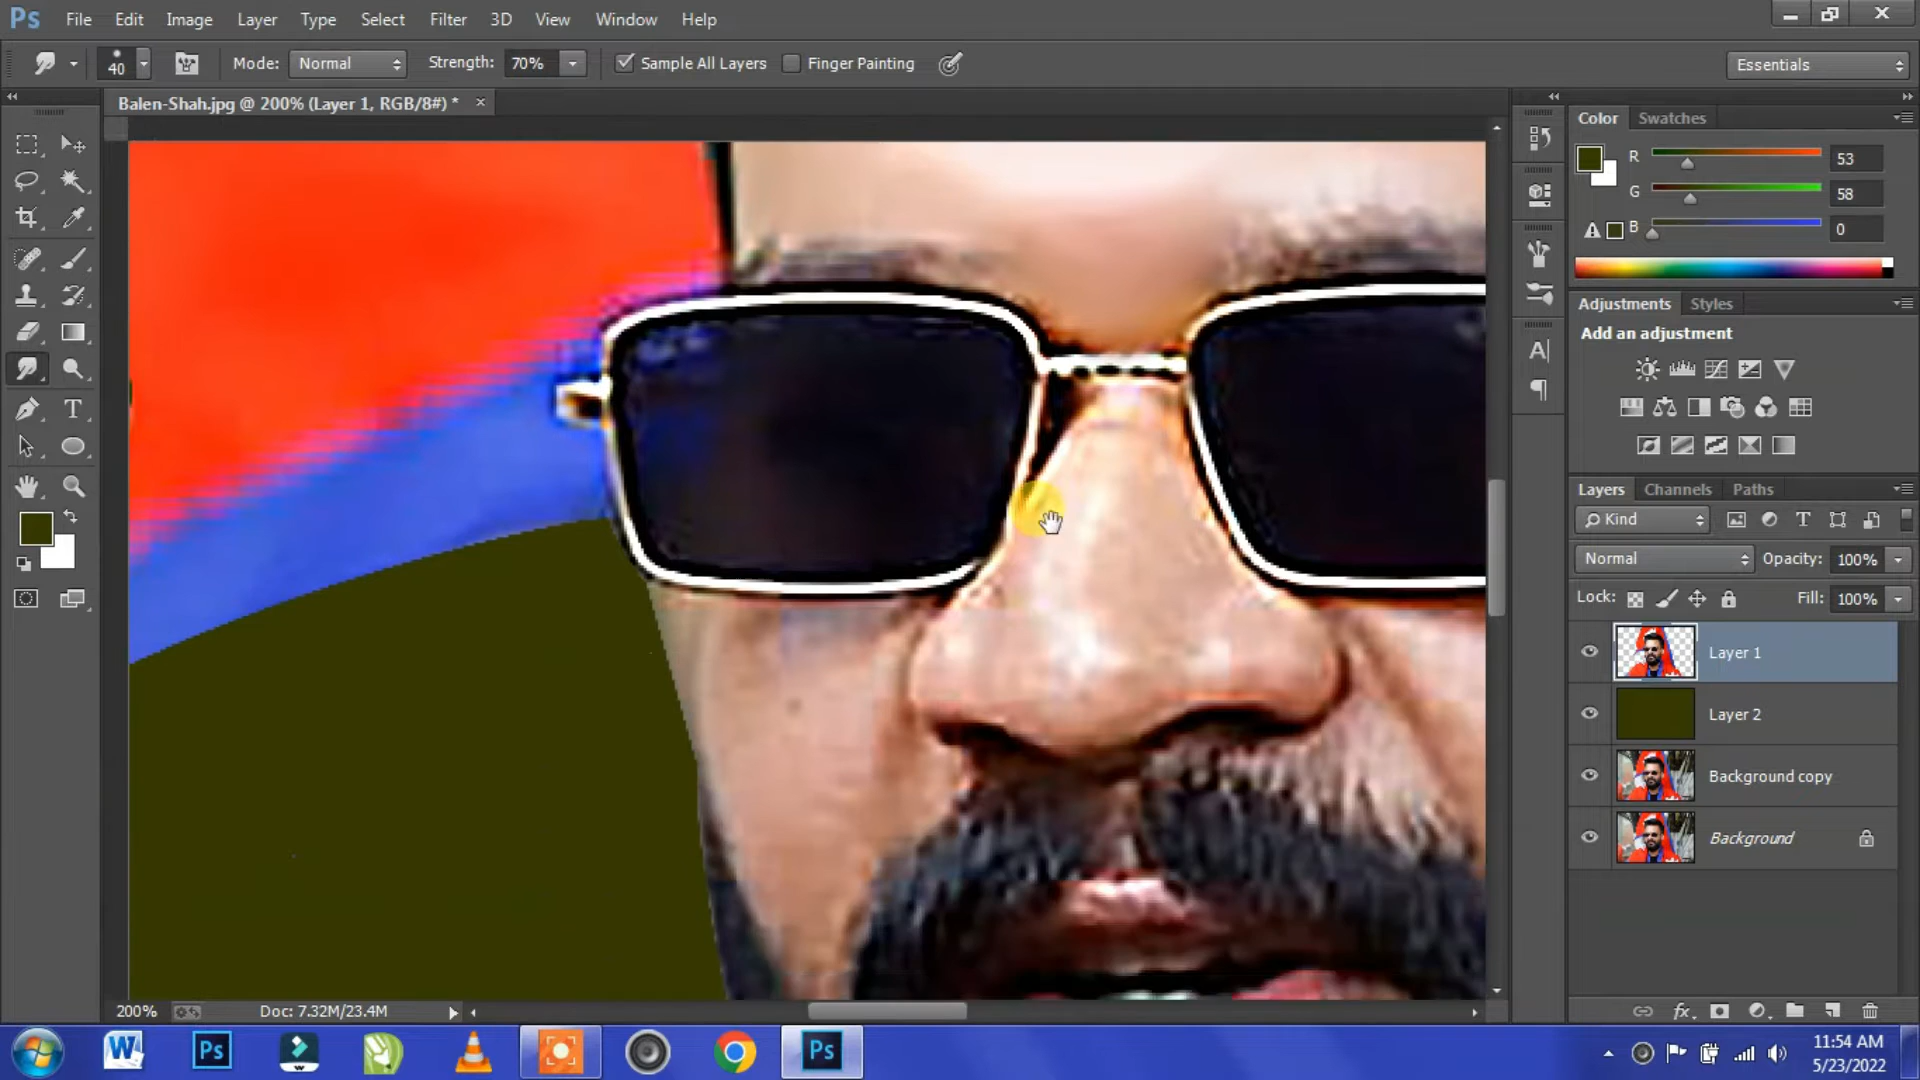 Ps File Edit Image Layer Type Select Filter 3D View Window Help
40 Mode: Normal Strength: 70% Sample All Layers Finger Painting Essentials
Balen-Shah.jpg @ 200% (Layer 1, RGB/8#) * ×
Color Swatches
R 53
G 58
B 0
Adjustments Styles
Add an adjustment
Layers Channels Paths
Kind
Normal Opacity: 100%
Lock: Fill: 100%
Layer 1
Layer 2
Background copy
Background
200% Doc: 7.32M/23.4M
W Ps Ps
11:54 AM
5/23/2022